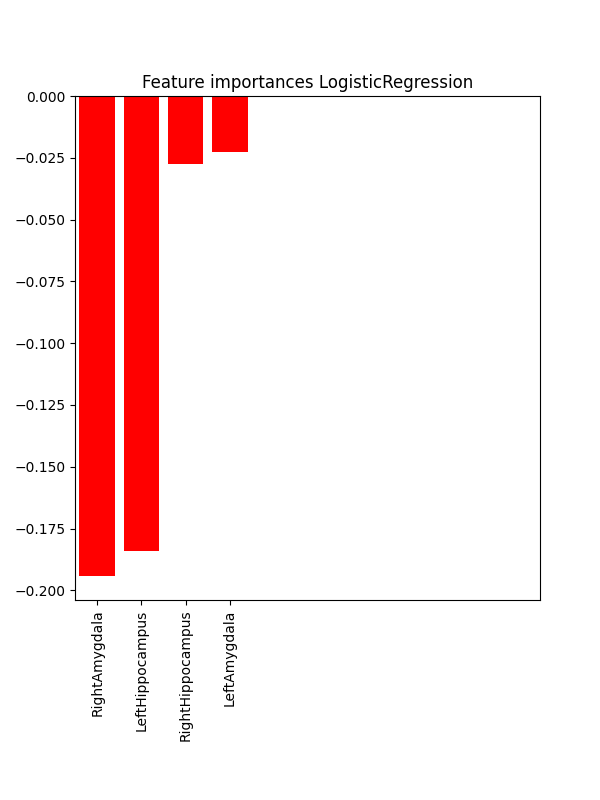 Feature importances LogisticRegression
0.000
−0.025
−0.050
−0.075
−0.100
−0.125
−0.150
−0.175
−0.200
RightAmygdala
LeftHippocampus
RightHippocampus
LeftAmygdala